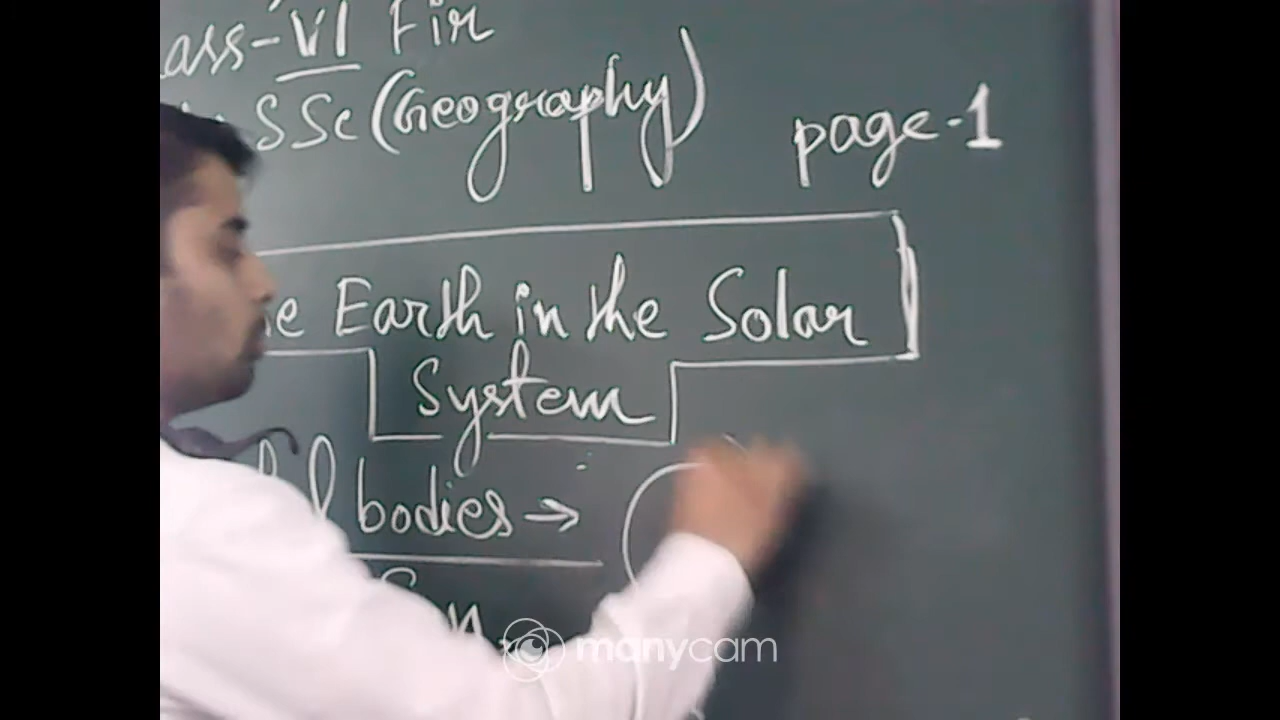 ass-VI Fir
SSc (Geography)
page-1
e Earth in the Solar
System
bodies →
manycam